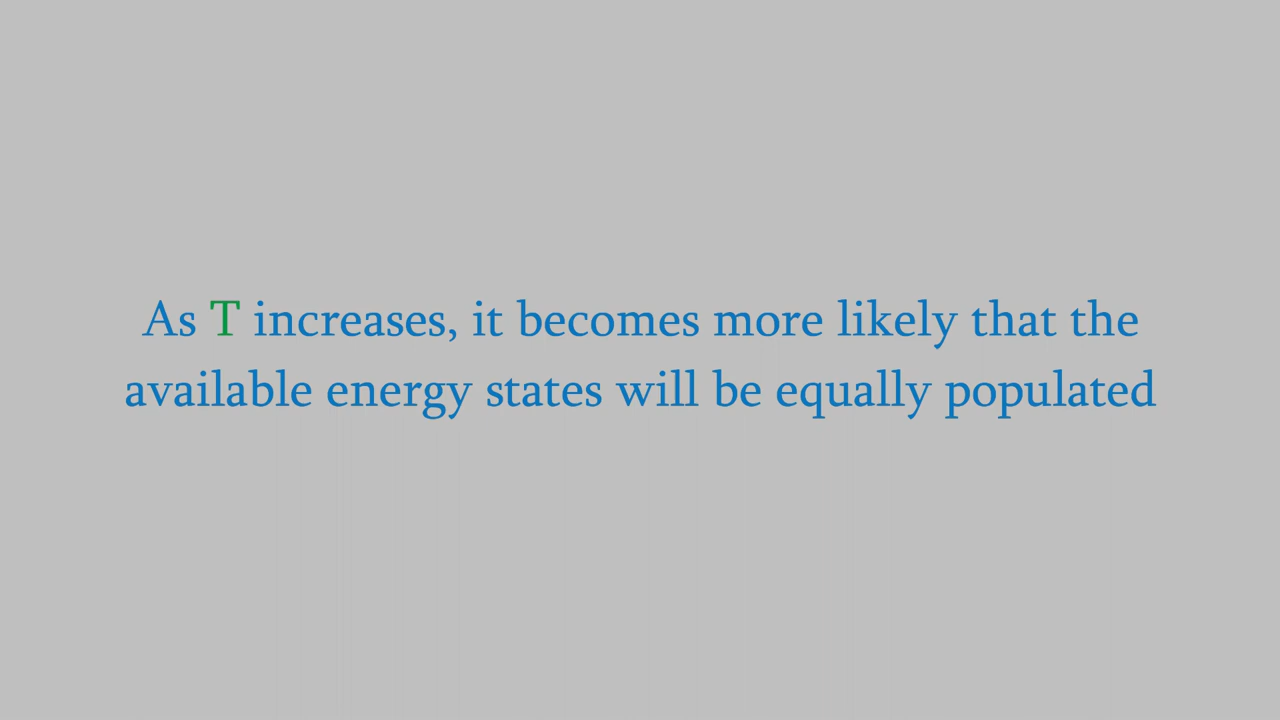 As T increases, it becomes more likely that the
available energy states will be equally populated